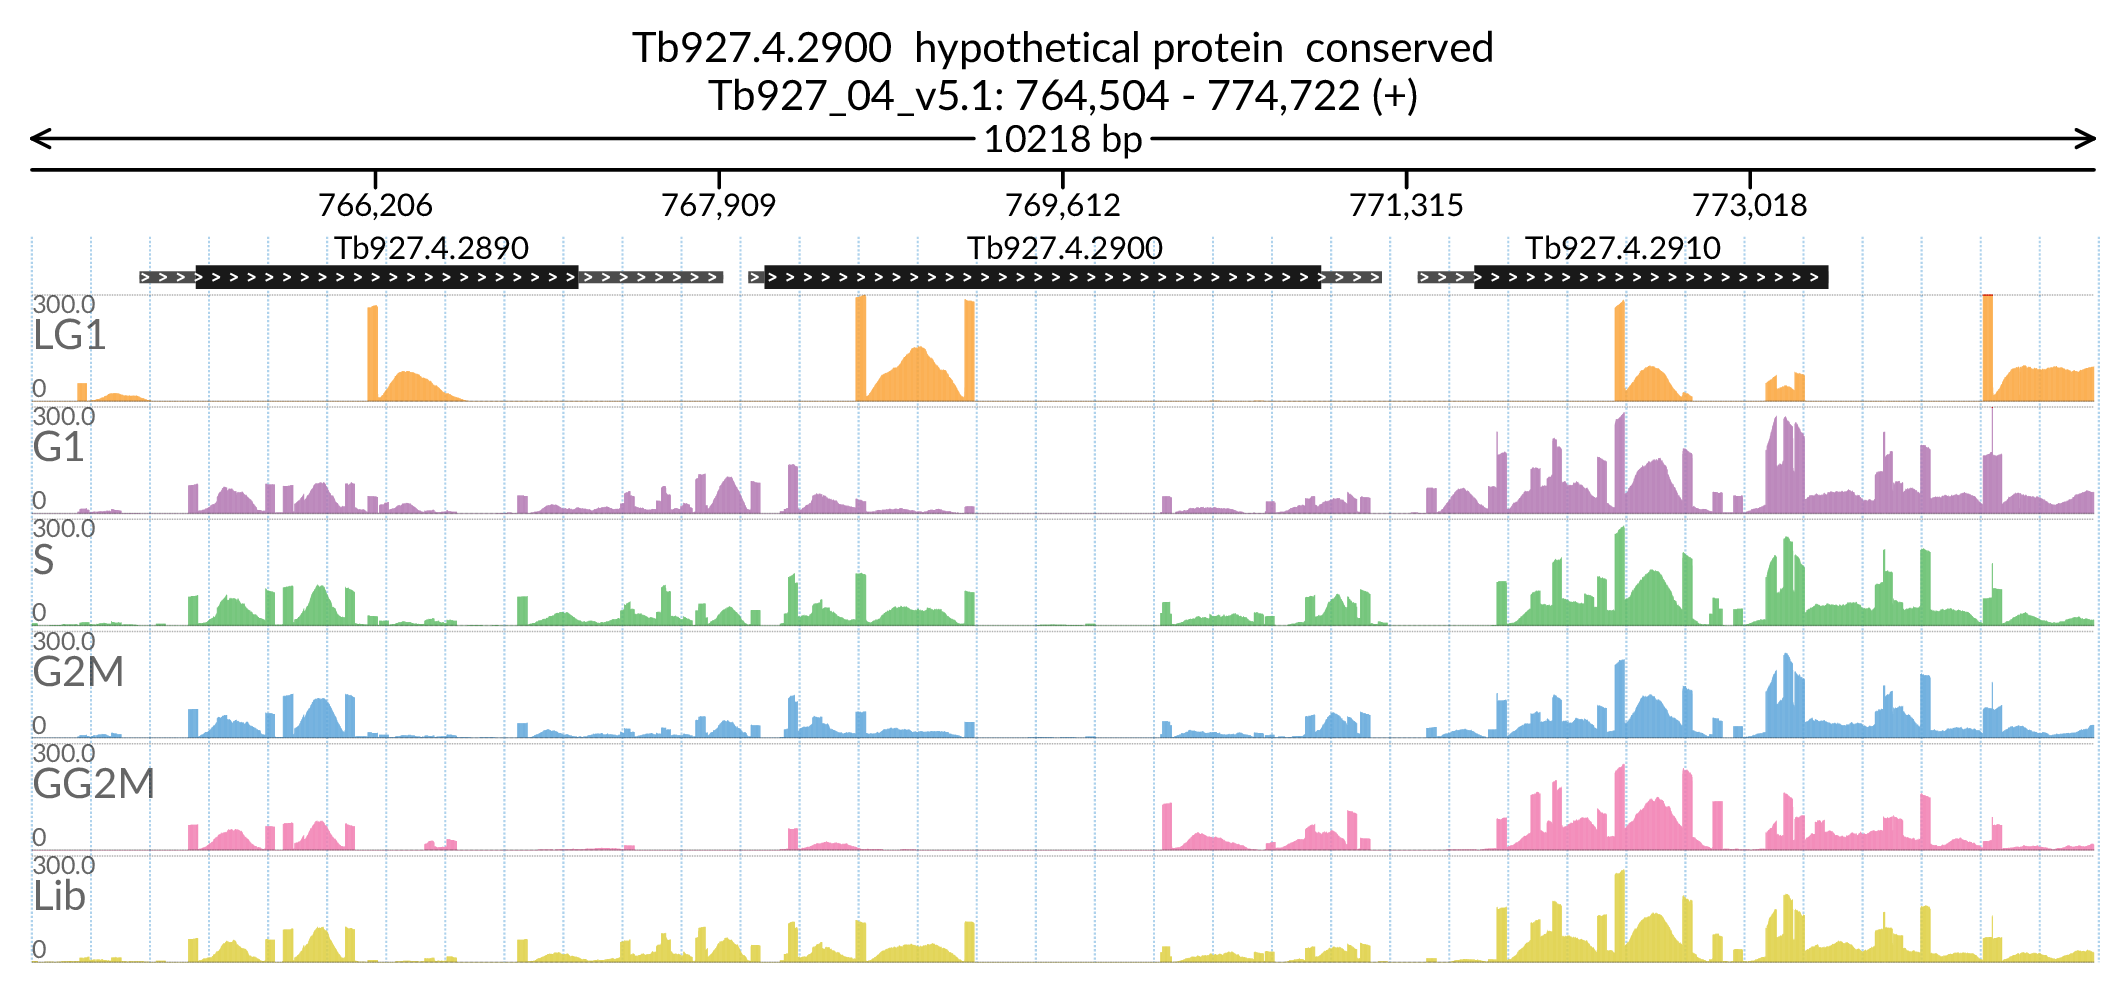 Tb927.4.2900  hypothetical protein  conserved
Tb927_04_v5.1: 764,504 - 774,722 (+)
10218 bp
766,206 767,909 769,612 771,315 773,018
Tb927.4.2890 Tb927.4.2900 Tb927.4.2910
300.0
LG1
0
300.0
G1
0
300.0
S
0
300.0
G2M
0
300.0
GG2M
0
300.0
Lib
0